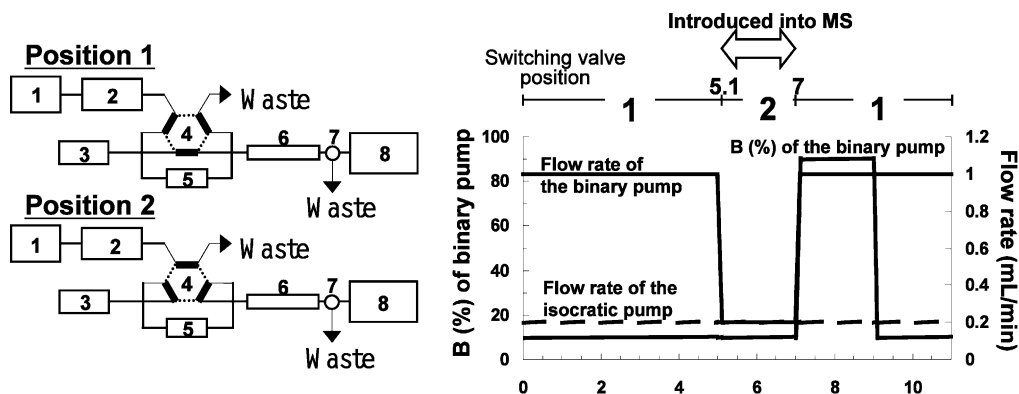 Position 1
1
2
Waste
3
4
5
6
7
8
Waste
Position 2
1
2
Waste
3
4
5
6
7
8
Waste
Introduced into MS
Switching valve
position
5.1
7
1
2
1
B (%) of binary pump
100
80
60
40
20
0
B (%) of the binary pump
Flow rate of
the binary pump
Flow rate of the
isocratic pump
1.2
1
0.8
0.6
0.4
0.2
0
Flow rate (mL/min)
0
2
4
6
8
10